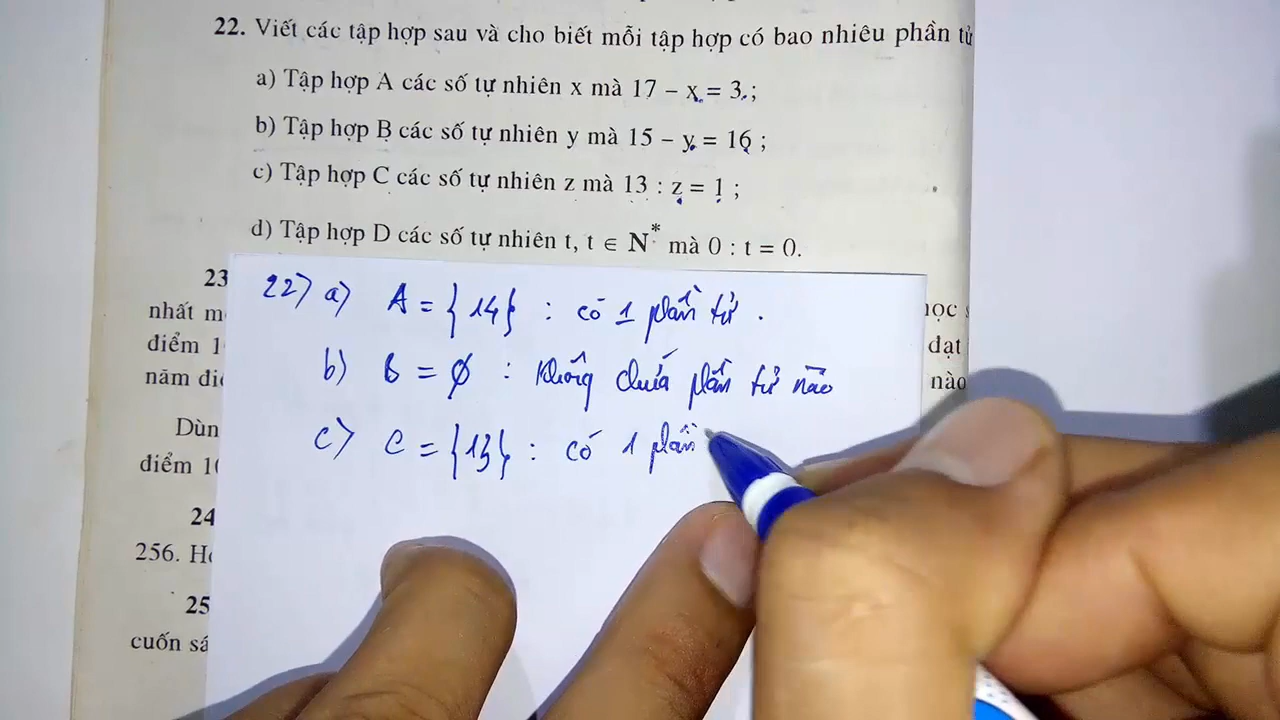 22. Viết các tập hợp sau và cho biết mỗi tập hợp có bao nhiêu phần tử
a) Tập hợp A các số tự nhiên x mà 17 – x = 3 ;
b) Tập hợp B các số tự nhiên y mà 15 – y = 16 ;
c) Tập hợp C các số tự nhiên z mà 13 : z = 1 ;
d) Tập hợp D các số tự nhiên t, t ∈ N* mà 0 : t = 0.
22) a) A = {14} : có 1 phần tử .
b) B = ∅ : không chứa phần tử nào
c) C = {13} : có 1 phần
23
nhất m
điểm 1
đạt
năm
nào
Dùn
điểm 1
24
256.
25
cuốn